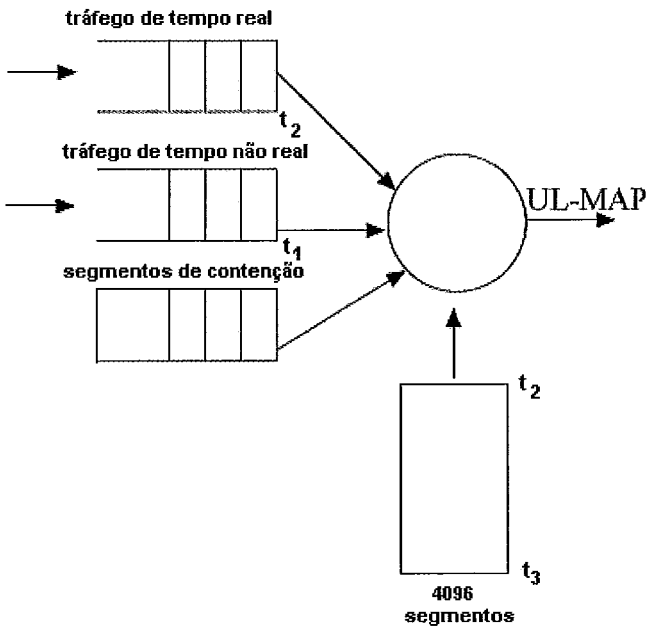 tráfego de tempo real
t2
tráfego de tempo não real
t1
segmentos de contenção
UL-MAP
t2
t3
4096
segmentos